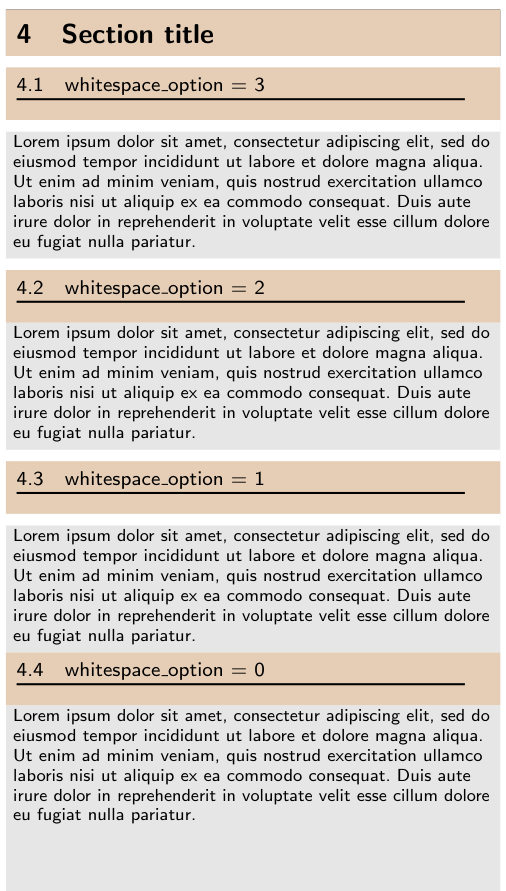 4 Section title
4.1 whitespace_option = 3
Lorem ipsum dolor sit amet, consectetur adipiscing elit, sed do
eiusmod tempor incididunt ut labore et dolore magna aliqua.
Ut enim ad minim veniam, quis nostrud exercitation ullamco
laboris nisi ut aliquip ex ea commodo consequat. Duis aute
irure dolor in reprehenderit in voluptate velit esse cillum dolore
eu fugiat nulla pariatur.
4.2 whitespace_option = 2
Lorem ipsum dolor sit amet, consectetur adipiscing elit, sed do
eiusmod tempor incididunt ut labore et dolore magna aliqua.
Ut enim ad minim veniam, quis nostrud exercitation ullamco
laboris nisi ut aliquip ex ea commodo consequat. Duis aute
irure dolor in reprehenderit in voluptate velit esse cillum dolore
eu fugiat nulla pariatur.
4.3 whitespace_option = 1
Lorem ipsum dolor sit amet, consectetur adipiscing elit, sed do
eiusmod tempor incididunt ut labore et dolore magna aliqua.
Ut enim ad minim veniam, quis nostrud exercitation ullamco
laboris nisi ut aliquip ex ea commodo consequat. Duis aute
irure dolor in reprehenderit in voluptate velit esse cillum dolore
eu fugiat nulla pariatur.
4.4 whitespace_option = 0
Lorem ipsum dolor sit amet, consectetur adipiscing elit, sed do
eiusmod tempor incididunt ut labore et dolore magna aliqua.
Ut enim ad minim veniam, quis nostrud exercitation ullamco
laboris nisi ut aliquip ex ea commodo consequat. Duis aute
irure dolor in reprehenderit in voluptate velit esse cillum dolore
eu fugiat nulla pariatur.